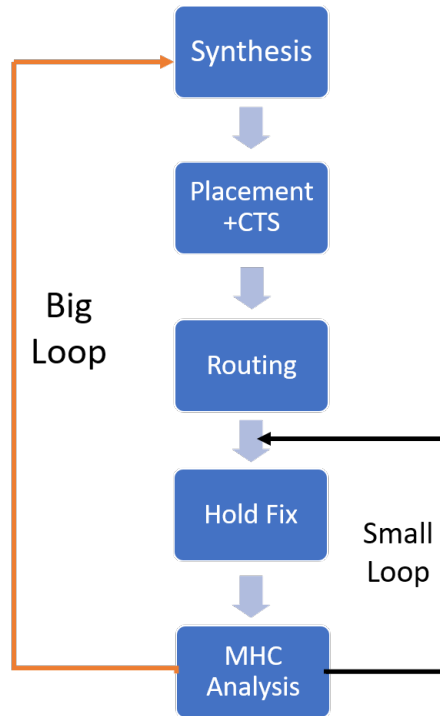 Synthesis
Placement
+CTS
Big
Loop
Routing
Hold Fix
Small
Loop
MHC
Analysis